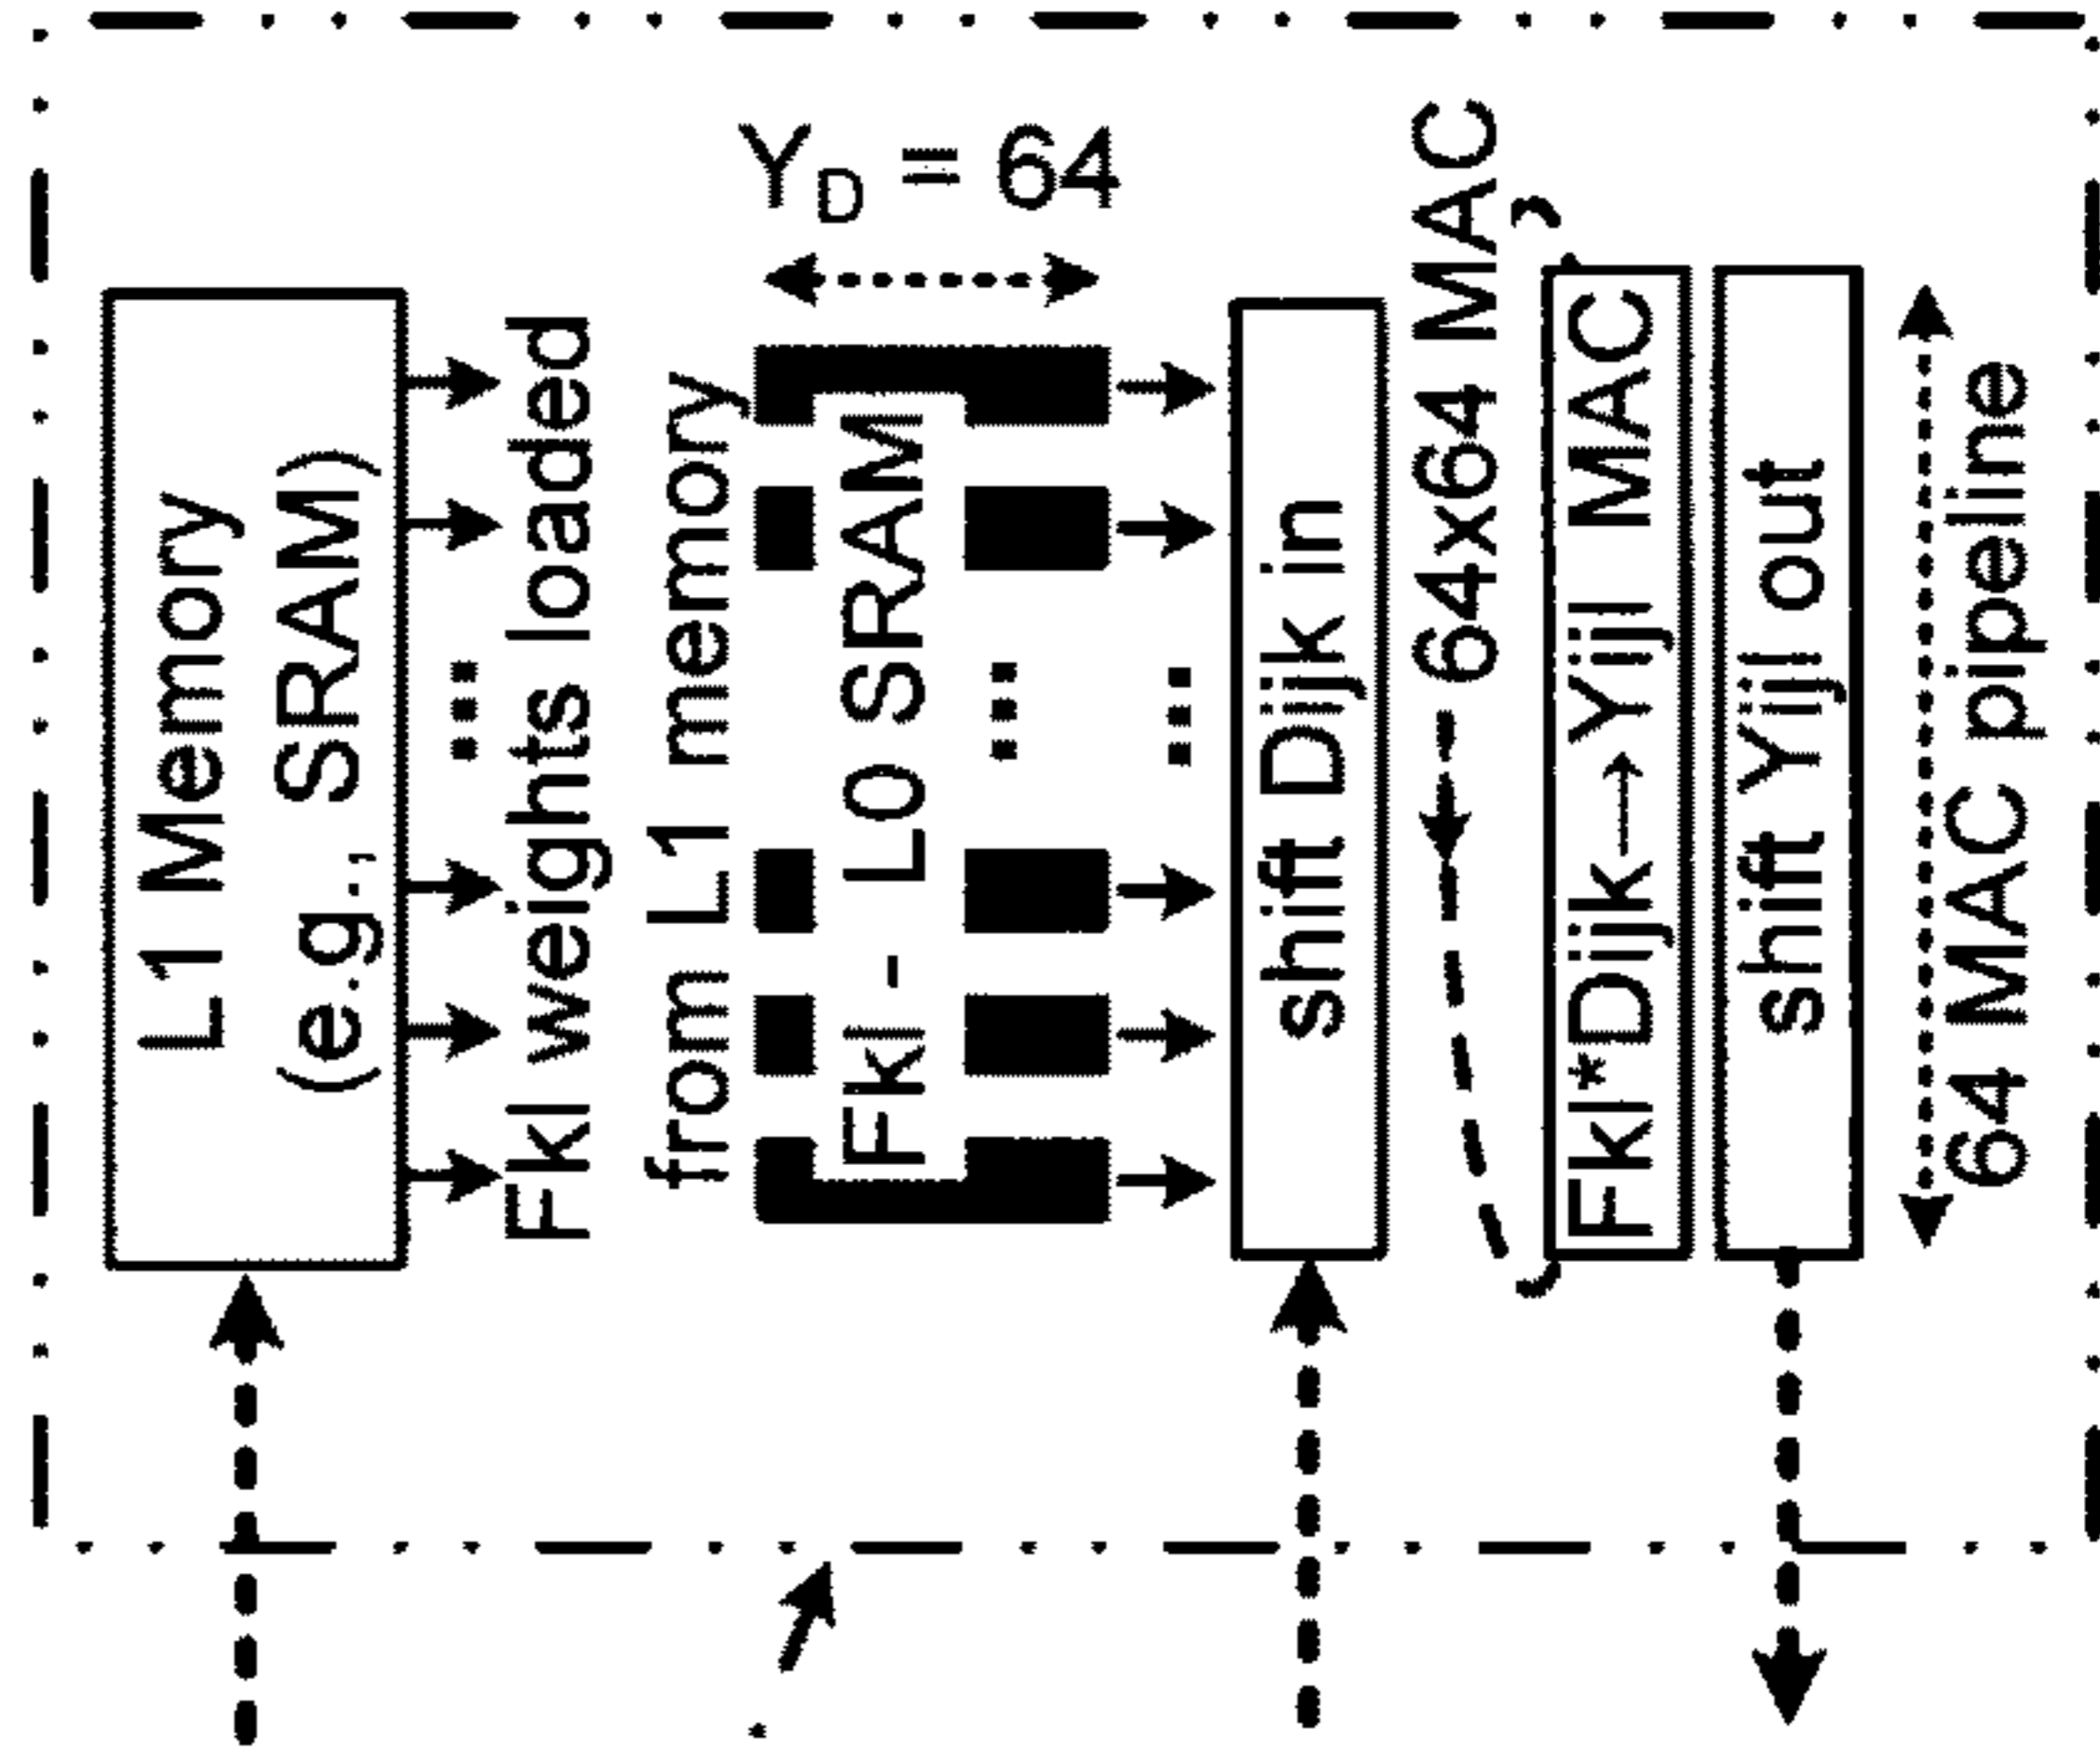 L1 Memory
(e.g., SRAM)
Fkl weights loaded
from L1 memory
Fkl - L0 SRAM
Y_D = 64
shift Dijk in
64x64 MAC
Fkl*Dijk→Yijl MAC
shift Yijl out
64 MAC pipeline